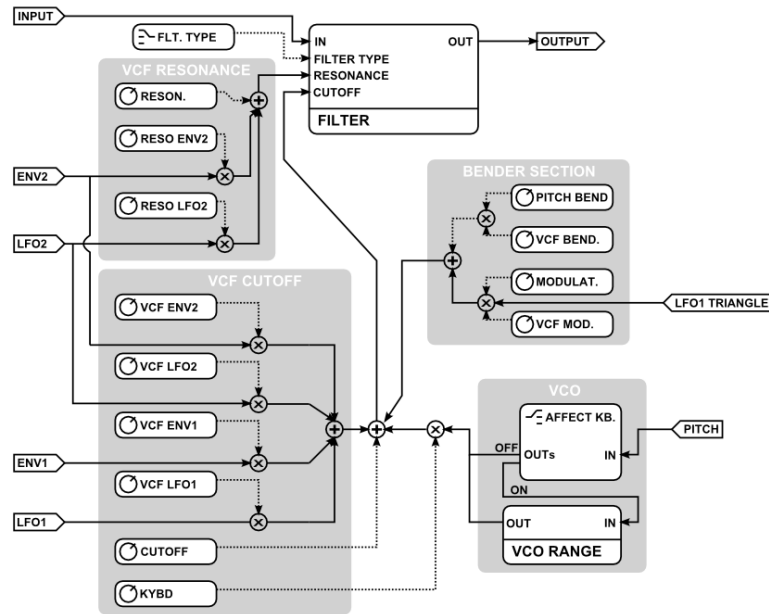 INPUT
FLT. TYPE
IN
OUT
OUTPUT
FILTER TYPE
RESONANCE
CUTOFF
FILTER
VCF RESONANCE
RESON.
RESO ENV2
ENV2
RESO LFO2
LFO2
BENDER SECTION
PITCH BEND
VCF BEND.
MODULAT.
LFO1 TRIANGLE
VCF MOD.
VCF CUTOFF
VCF ENV2
VCF LFO2
VCF ENV1
ENV1
VCF LFO1
LFO1
CUTOFF
KYBD
VCO
AFFECT KB.
PITCH
OFF
OUTs
IN
ON
OUT
IN
VCO RANGE